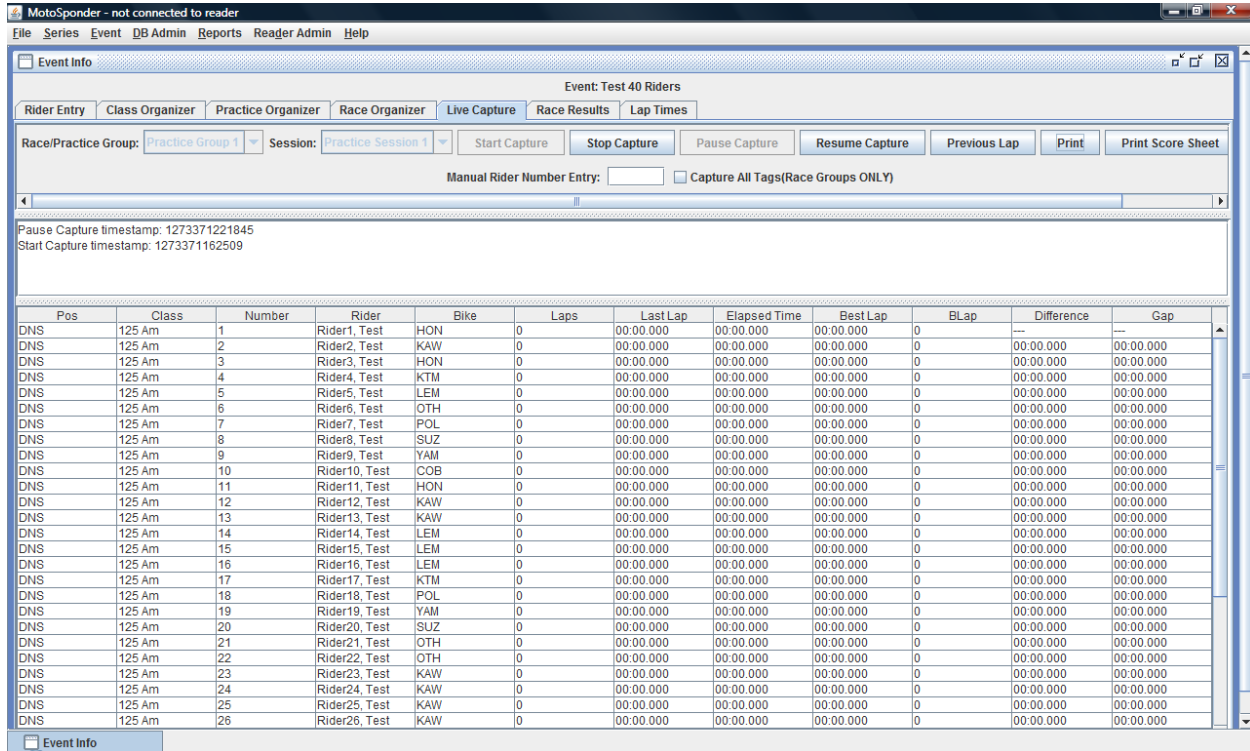 MotoSponder - not connected to reader
File Series Event DB Admin Reports Reader Admin Help
Event Info
Event: Test 40 Riders
Rider Entry Class Organizer Practice Organizer Race Organizer Live Capture Race Results Lap Times
Race/Practice Group: Practice Group 1 Session: Practice Session 1 Start Capture Stop Capture Pause Capture Resume Capture Previous Lap Print Print Score Sheet
Manual Rider Number Entry: Capture All Tags(Race Groups ONLY)
Pause Capture timestamp: 1273371221845
Start Capture timestamp: 1273371162509
Pos Class Number Rider Bike Laps Last Lap Elapsed Time Best Lap BLap Difference Gap
DNS 125 Am 1 Rider1, Test HON 0 00:00.000 00:00.000 00:00.000 0 --- ---
DNS 125 Am 2 Rider2, Test KAW 0 00:00.000 00:00.000 00:00.000 0 00:00.000 00:00.000
DNS 125 Am 3 Rider3, Test HON 0 00:00.000 00:00.000 00:00.000 0 00:00.000 00:00.000
DNS 125 Am 4 Rider4, Test KTM 0 00:00.000 00:00.000 00:00.000 0 00:00.000 00:00.000
DNS 125 Am 5 Rider5, Test LEM 0 00:00.000 00:00.000 00:00.000 0 00:00.000 00:00.000
DNS 125 Am 6 Rider6, Test OTH 0 00:00.000 00:00.000 00:00.000 0 00:00.000 00:00.000
DNS 125 Am 7 Rider7, Test POL 0 00:00.000 00:00.000 00:00.000 0 00:00.000 00:00.000
DNS 125 Am 8 Rider8, Test SUZ 0 00:00.000 00:00.000 00:00.000 0 00:00.000 00:00.000
DNS 125 Am 9 Rider9, Test YAM 0 00:00.000 00:00.000 00:00.000 0 00:00.000 00:00.000
DNS 125 Am 10 Rider10, Test COB 0 00:00.000 00:00.000 00:00.000 0 00:00.000 00:00.000
DNS 125 Am 11 Rider11, Test HON 0 00:00.000 00:00.000 00:00.000 0 00:00.000 00:00.000
DNS 125 Am 12 Rider12, Test KAW 0 00:00.000 00:00.000 00:00.000 0 00:00.000 00:00.000
DNS 125 Am 13 Rider13, Test KAW 0 00:00.000 00:00.000 00:00.000 0 00:00.000 00:00.000
DNS 125 Am 14 Rider14, Test LEM 0 00:00.000 00:00.000 00:00.000 0 00:00.000 00:00.000
DNS 125 Am 15 Rider15, Test LEM 0 00:00.000 00:00.000 00:00.000 0 00:00.000 00:00.000
DNS 125 Am 16 Rider16, Test LEM 0 00:00.000 00:00.000 00:00.000 0 00:00.000 00:00.000
DNS 125 Am 17 Rider17, Test KTM 0 00:00.000 00:00.000 00:00.000 0 00:00.000 00:00.000
DNS 125 Am 18 Rider18, Test POL 0 00:00.000 00:00.000 00:00.000 0 00:00.000 00:00.000
DNS 125 Am 19 Rider19, Test YAM 0 00:00.000 00:00.000 00:00.000 0 00:00.000 00:00.000
DNS 125 Am 20 Rider20, Test SUZ 0 00:00.000 00:00.000 00:00.000 0 00:00.000 00:00.000
DNS 125 Am 21 Rider21, Test OTH 0 00:00.000 00:00.000 00:00.000 0 00:00.000 00:00.000
DNS 125 Am 22 Rider22, Test OTH 0 00:00.000 00:00.000 00:00.000 0 00:00.000 00:00.000
DNS 125 Am 23 Rider23, Test KAW 0 00:00.000 00:00.000 00:00.000 0 00:00.000 00:00.000
DNS 125 Am 24 Rider24, Test KAW 0 00:00.000 00:00.000 00:00.000 0 00:00.000 00:00.000
DNS 125 Am 25 Rider25, Test KAW 0 00:00.000 00:00.000 00:00.000 0 00:00.000 00:00.000
DNS 125 Am 26 Rider26, Test KAW 0 00:00.000 00:00.000 00:00.000 0 00:00.000 00:00.000
Event Info